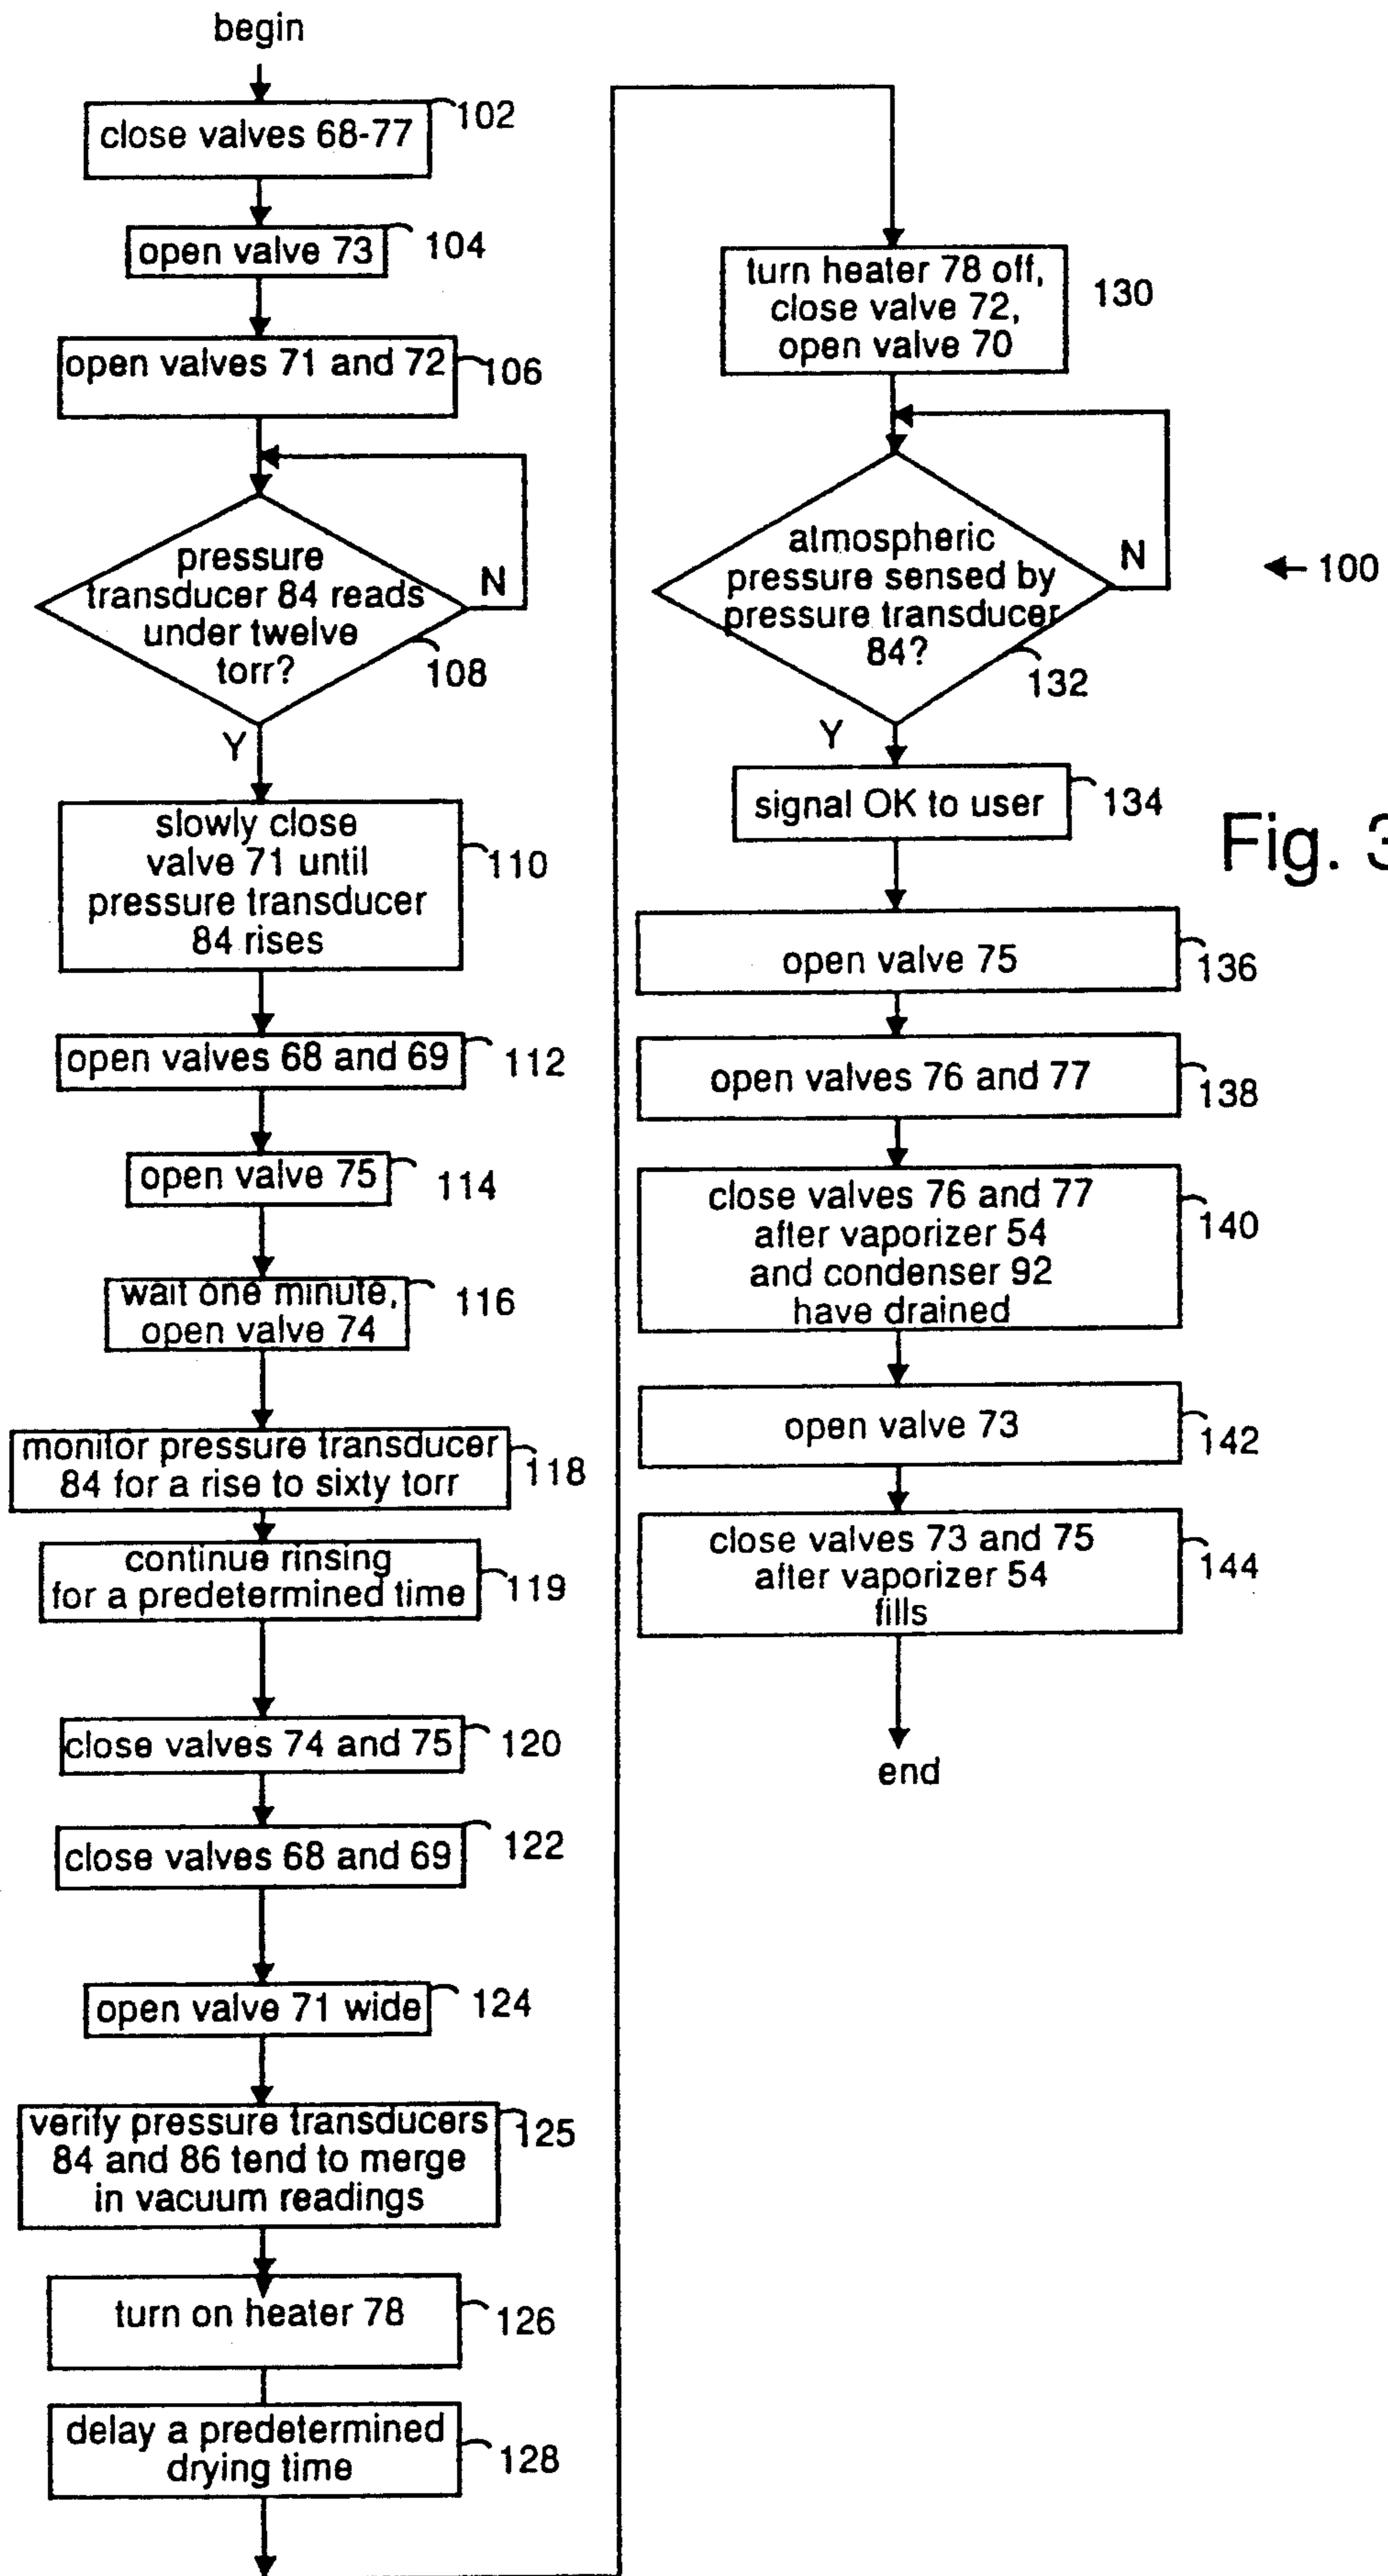 begin
close valves 68-77
102
open valve 73
104
open valves 71 and 72
106
pressure
transducer 84 reads
under twelve
torr?
N
108
Y
slowly close
valve 71 until
pressure transducer
84 rises
110
open valves 68 and 69
112
open valve 75
114
wait one minute,
open valve 74
116
monitor pressure transducer
84 for a rise to sixty torr
118
continue rinsing
for a predetermined time
119
close valves 74 and 75
120
close valves 68 and 69
122
open valve 71 wide
124
verify pressure transducers
84 and 86 tend to merge
in vacuum readings
125
turn on heater 78
126
delay a predetermined
drying time
128
turn heater 78 off,
close valve 72,
open valve 70
130
atmospheric
pressure sensed by
pressure transducer
84?
N
132
Y
100
signal OK to user
134
Fig. 3
open valve 75
136
open valves 76 and 77
138
close valves 76 and 77
after vaporizer 54
and condenser 92
have drained
140
open valve 73
142
close valves 73 and 75
after vaporizer 54
fills
144
end